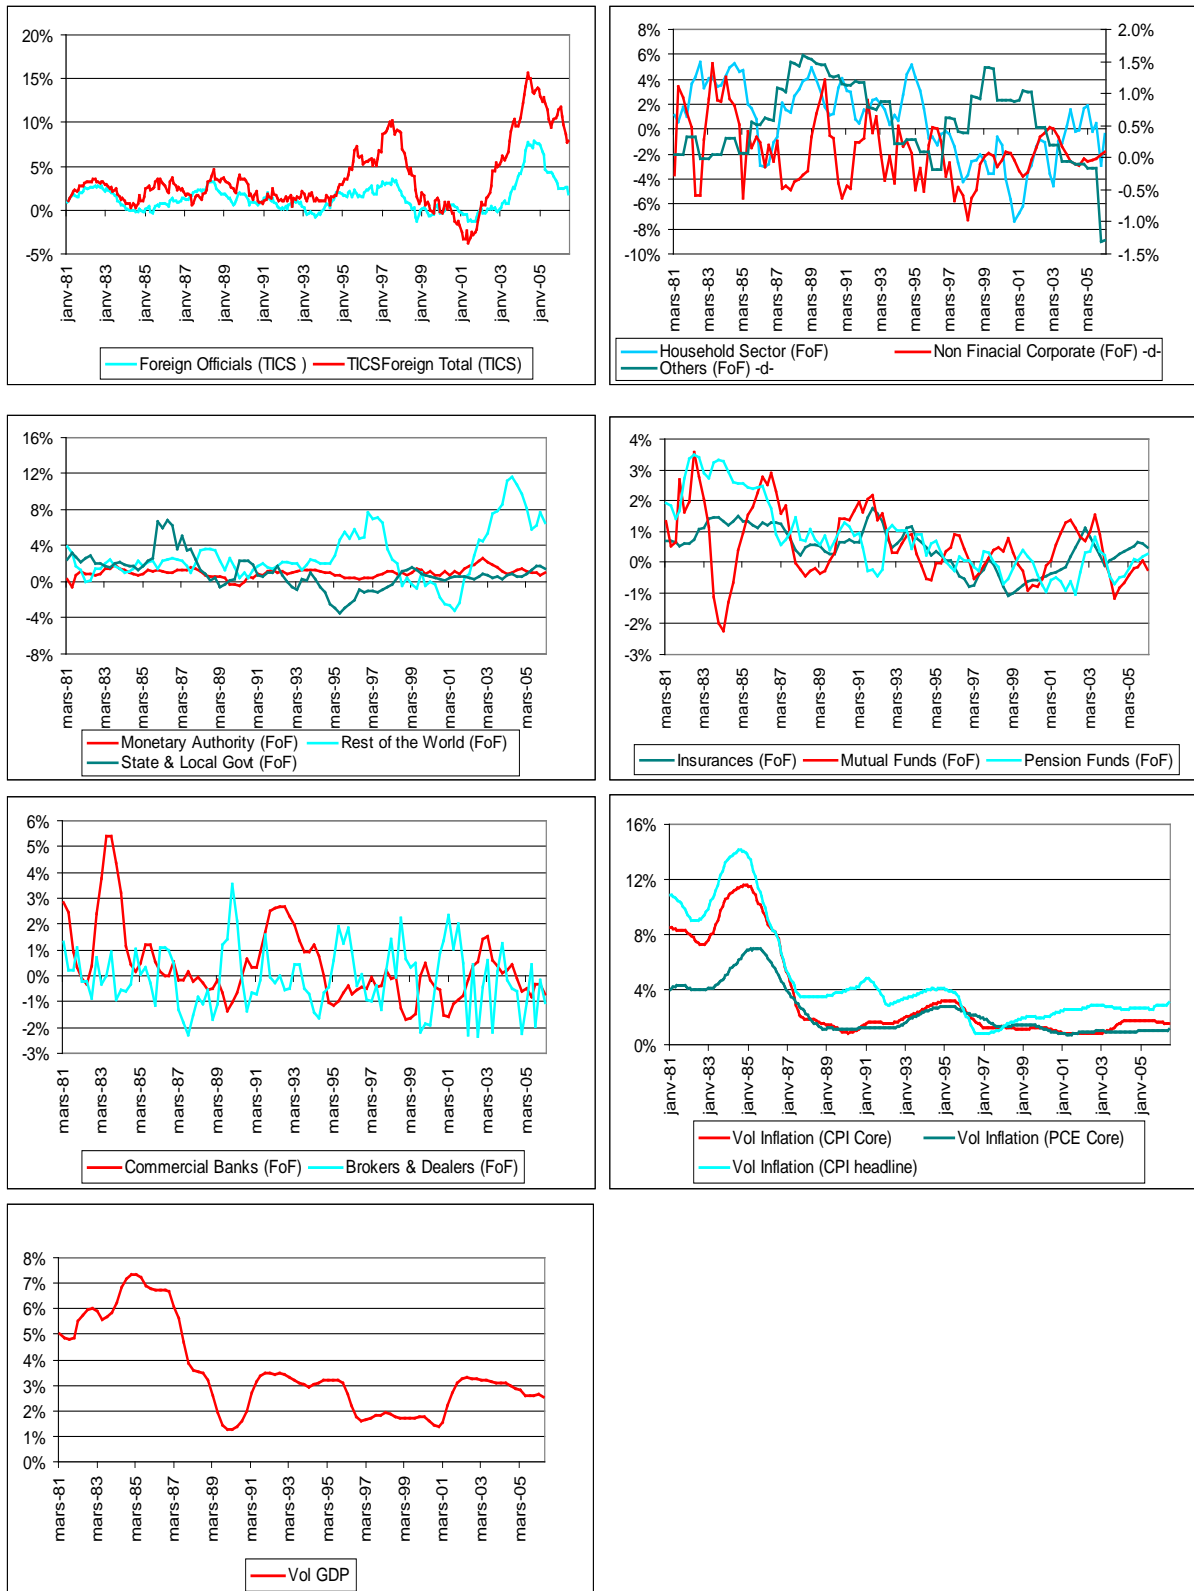 20%
15%
10%
5%
0%
-5%
janv-81
janv-83
janv-85
janv-87
janv-89
janv-91
janv-93
janv-95
janv-97
janv-99
janv-01
janv-03
janv-05
Foreign Officials (TICS ) TICSForeign Total (TICS)
8%
6%
4%
2%
0%
-2%
-4%
-6%
-8%
-10%
2.0%
1.5%
1.0%
0.5%
0.0%
-0.5%
-1.0%
-1.5%
mars-81
mars-83
mars-85
mars-87
mars-89
mars-91
mars-93
mars-95
mars-97
mars-99
mars-01
mars-03
mars-05
Household Sector (FoF) Non Finacial Corporate (FoF) -d-
Others (FoF) -d-
16%
12%
8%
4%
0%
-4%
-8%
mars-81
mars-83
mars-85
mars-87
mars-89
mars-91
mars-93
mars-95
mars-97
mars-99
mars-01
mars-03
mars-05
Monetary Authority (FoF) Rest of the World (FoF)
State & Local Govt (FoF)
4%
3%
2%
1%
0%
-1%
-2%
-3%
mars-81
mars-83
mars-85
mars-87
mars-89
mars-91
mars-93
mars-95
mars-97
mars-99
mars-01
mars-03
mars-05
Insurances (FoF) Mutual Funds (FoF) Pension Funds (FoF)
6%
5%
4%
3%
2%
1%
0%
-1%
-2%
-3%
mars-81
mars-83
mars-85
mars-87
mars-89
mars-91
mars-93
mars-95
mars-97
mars-99
mars-01
mars-03
mars-05
Commercial Banks (FoF) Brokers & Dealers (FoF)
16%
12%
8%
4%
0%
janv-81
janv-83
janv-85
janv-87
janv-89
janv-91
janv-93
janv-95
janv-97
janv-99
janv-01
janv-03
janv-05
Vol Inflation (CPI Core) Vol Inflation (PCE Core)
Vol Inflation (CPI headline)
8%
7%
6%
5%
4%
3%
2%
1%
0%
mars-81
mars-83
mars-85
mars-87
mars-89
mars-91
mars-93
mars-95
mars-97
mars-99
mars-01
mars-03
mars-05
Vol GDP